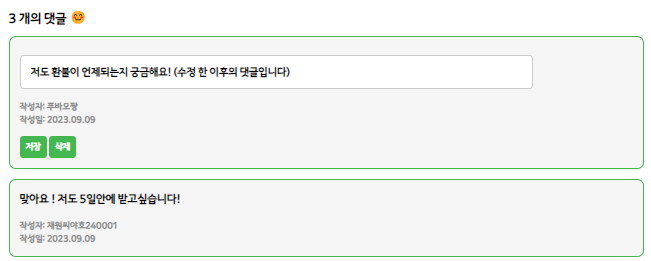 3 개의 댓글 😊
저도 환불이 언제되는지 궁금해요! (수정 한 이후의 댓글입니다)
작성자: 푸바오짱
작성일: 2023.09.09
저장 삭제
맞아요 ! 저도 5일안에 받고싶습니다!
작성자: 재원씨야호240001
작성일: 2023.09.09